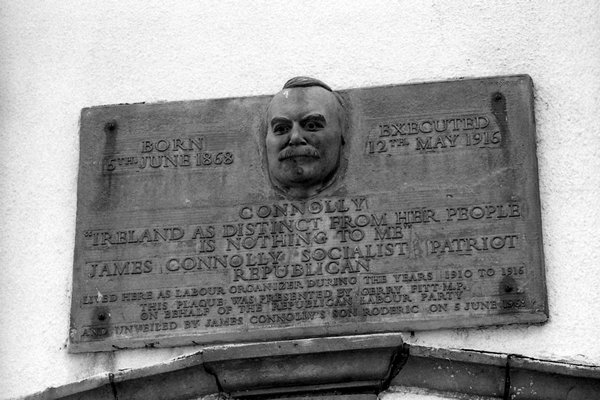 BORN
5TH. JUNE 1868
EXECUTED
12TH. MAY 1916
CONNOLLY
"IRELAND AS DISTINCT FROM HER PEOPLE
IS NOTHING TO ME"
JAMES CONNOLLY SOCIALIST PATRIOT
REPUBLICAN
LIVED HERE AS LABOUR ORGANIZER DURING THE YEARS 1910 TO 1916
THIS PLAQUE WAS PRESENTED BY GERRY FITT M.P.
ON BEHALF OF THE REPUBLICAN LABOUR PARTY
AND UNVEILED BY JAMES CONNOLLY'S SON RODERIC ON 5 JUNE